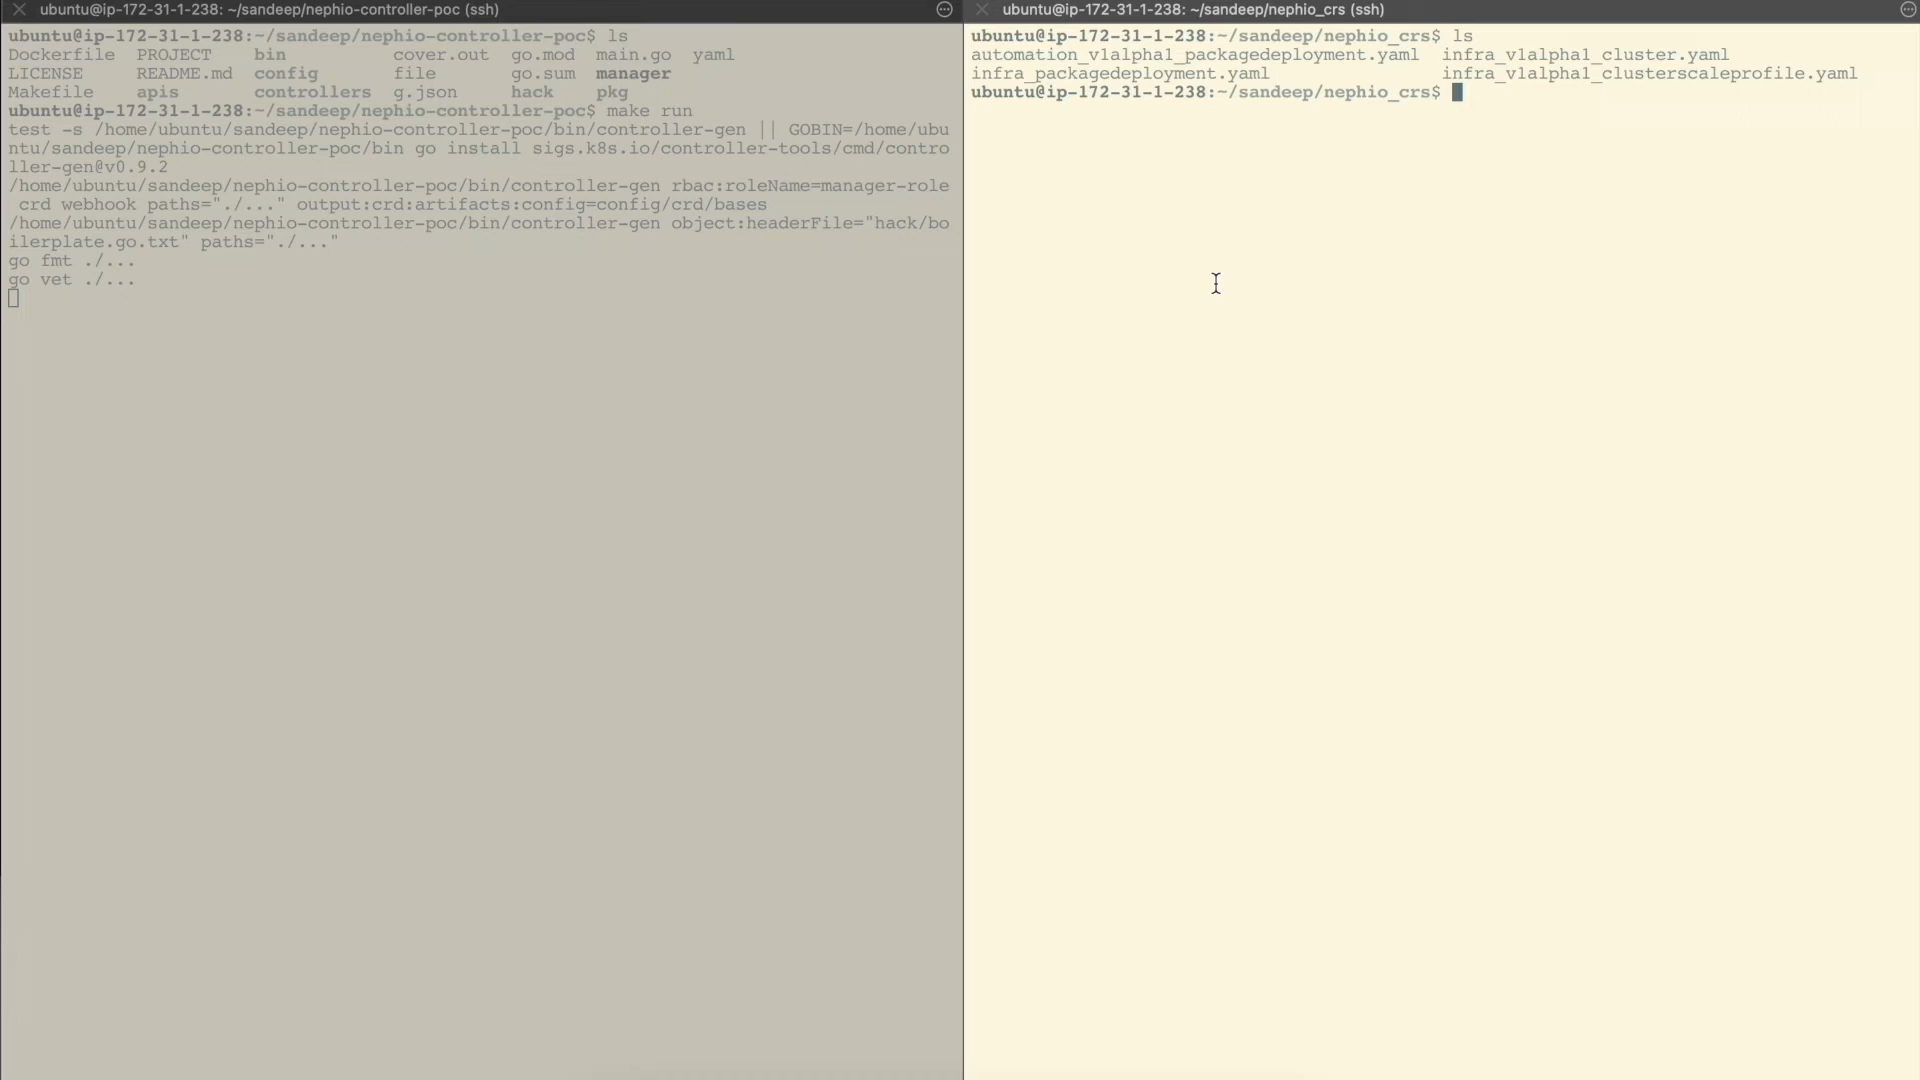 ubuntu@ip-172-31-1-238: ~/sandeep/nephio-controller-poc (ssh)
ubuntu@ip-172-31-1-238:~/sandeep/nephio-controller-poc$ ls
Dockerfile  PROJECT    bin          cover.out  go.mod  main.go  yaml
LICENSE     README.md  config       file       go.sum  manager
Makefile    apis       controllers  g.json     hack    pkg
ubuntu@ip-172-31-1-238:~/sandeep/nephio-controller-poc$ make run
test -s /home/ubuntu/sandeep/nephio-controller-poc/bin/controller-gen || GOBIN=/home/ubu
ntu/sandeep/nephio-controller-poc/bin go install sigs.k8s.io/controller-tools/cmd/contro
ller-gen@v0.9.2
/home/ubuntu/sandeep/nephio-controller-poc/bin/controller-gen rbac:roleName=manager-role
 crd webhook paths="./..." output:crd:artifacts:config=config/crd/bases
/home/ubuntu/sandeep/nephio-controller-poc/bin/controller-gen object:headerFile="hack/bo
ilerplate.go.txt" paths="./..."
go fmt ./...
go vet ./...
ubuntu@ip-172-31-1-238: ~/sandeep/nephio_crs (ssh)
ubuntu@ip-172-31-1-238:~/sandeep/nephio_crs$ ls
automation_v1alpha1_packagedeployment.yaml  infra_v1alpha1_cluster.yaml
infra_packagedeployment.yaml                infra_v1alpha1_clusterscaleprofile.yaml
ubuntu@ip-172-31-1-238:~/sandeep/nephio_crs$